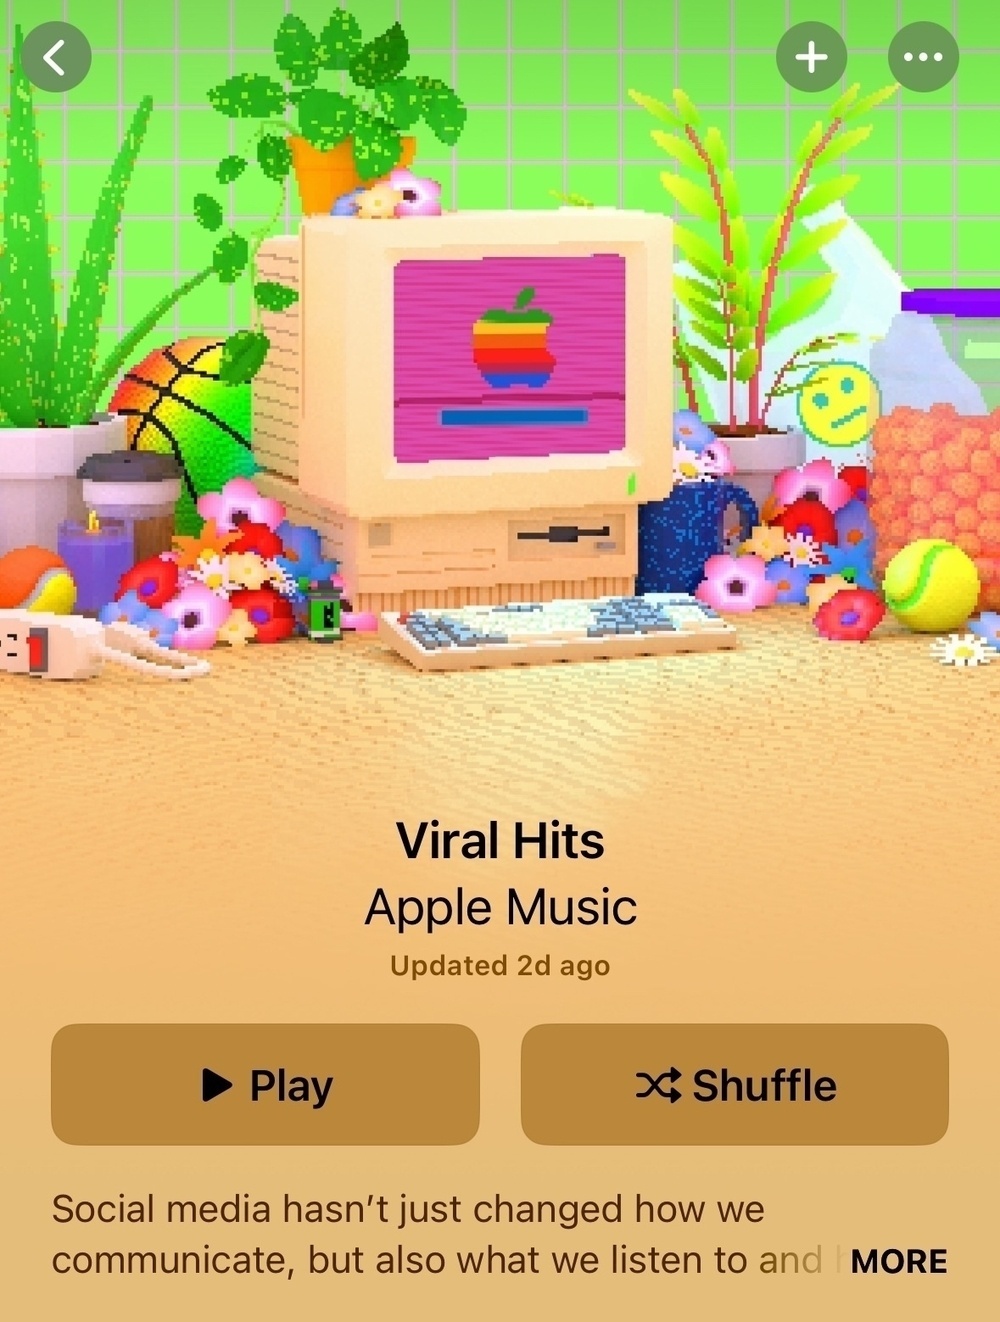 Viral Hits
Apple Music
Updated 2d ago
Play
Shuffle
Social media hasn’t just changed how we
communicate, but also what we listen to and
MORE